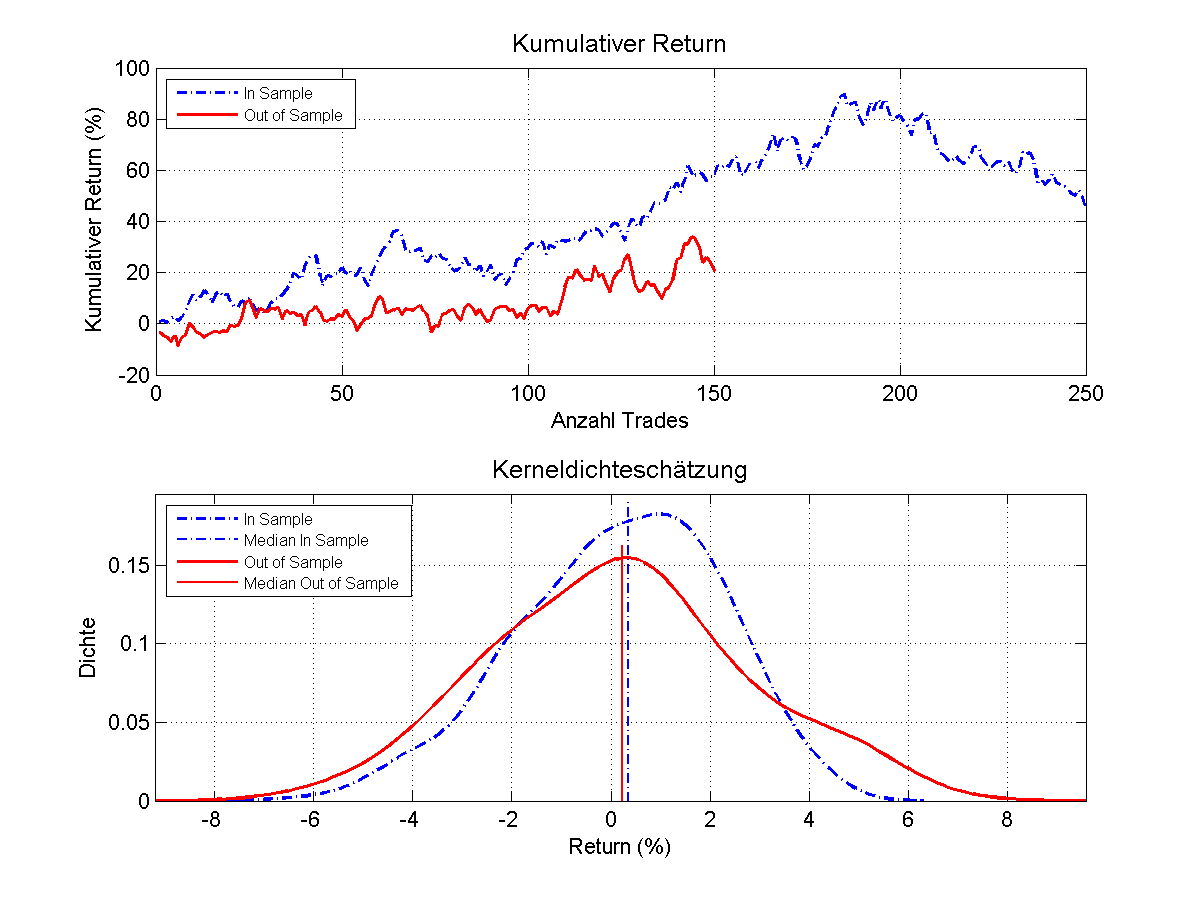 Kumulativer Return
100
80
60
40
20
0
-20
Kumulativer Return (%)
In Sample
Out of Sample
0 50 100 150 200 250
Anzahl Trades
Kerneldichteschätzung
0.15
0.1
0.05
0
Dichte
In Sample
Median In Sample
Out of Sample
Median Out of Sample
-8 -6 -4 -2 0 2 4 6 8
Return (%)